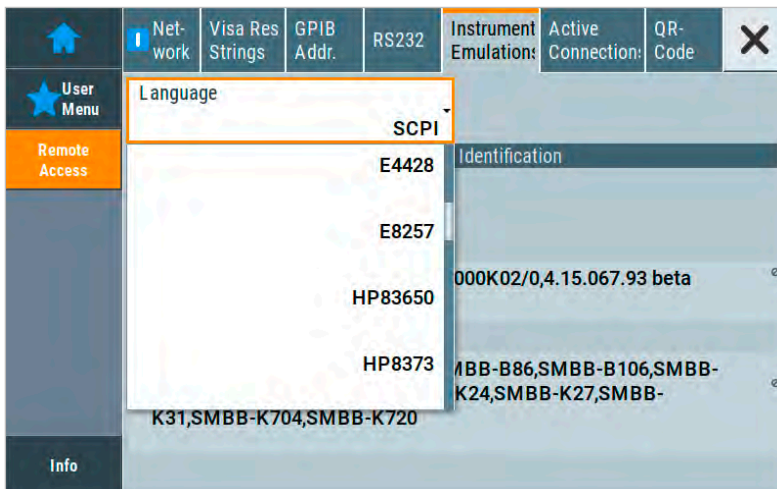 Net-
work
Visa Res
Strings
GPIB
Addr.
RS232
Instrument
Emulations
Active
Connections
QR-
Code
User
Menu
Language
SCPI
Remote
Access
E4428
Identification
E8257
000K02/0,4.15.067.93 beta
HP83650
HP8373
MBB-B86,SMBB-B106,SMBB-
K24,SMBB-K27,SMBB-
K31,SMBB-K704,SMBB-K720
Info